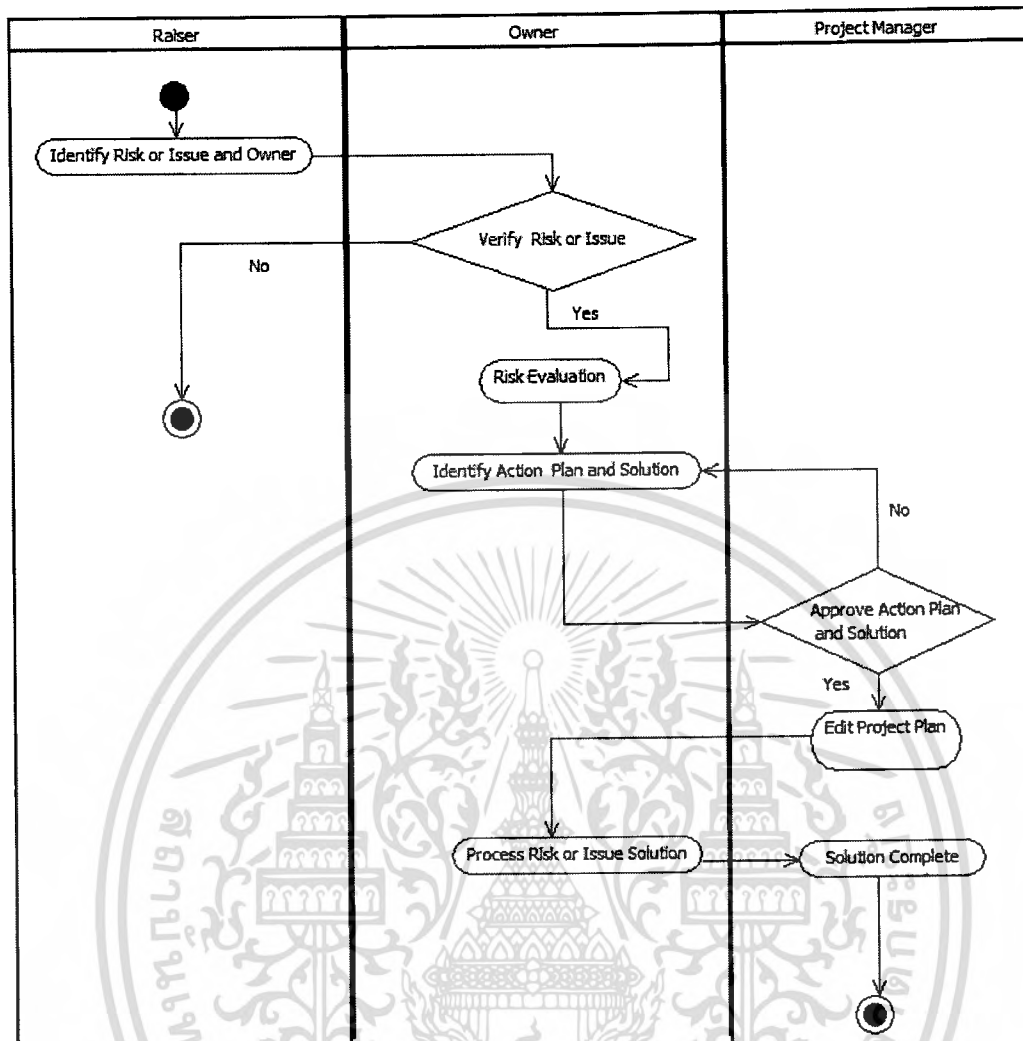 Raiser
Owner
Project Manager
Identify Risk or Issue and Owner
Verify Risk or Issue
No
Yes
Risk Evaluation
Identify Action Plan and Solution
No
Approve Action Plan
and Solution
Yes
Edit Project Plan
Process Risk or Issue Solution
Solution Complete